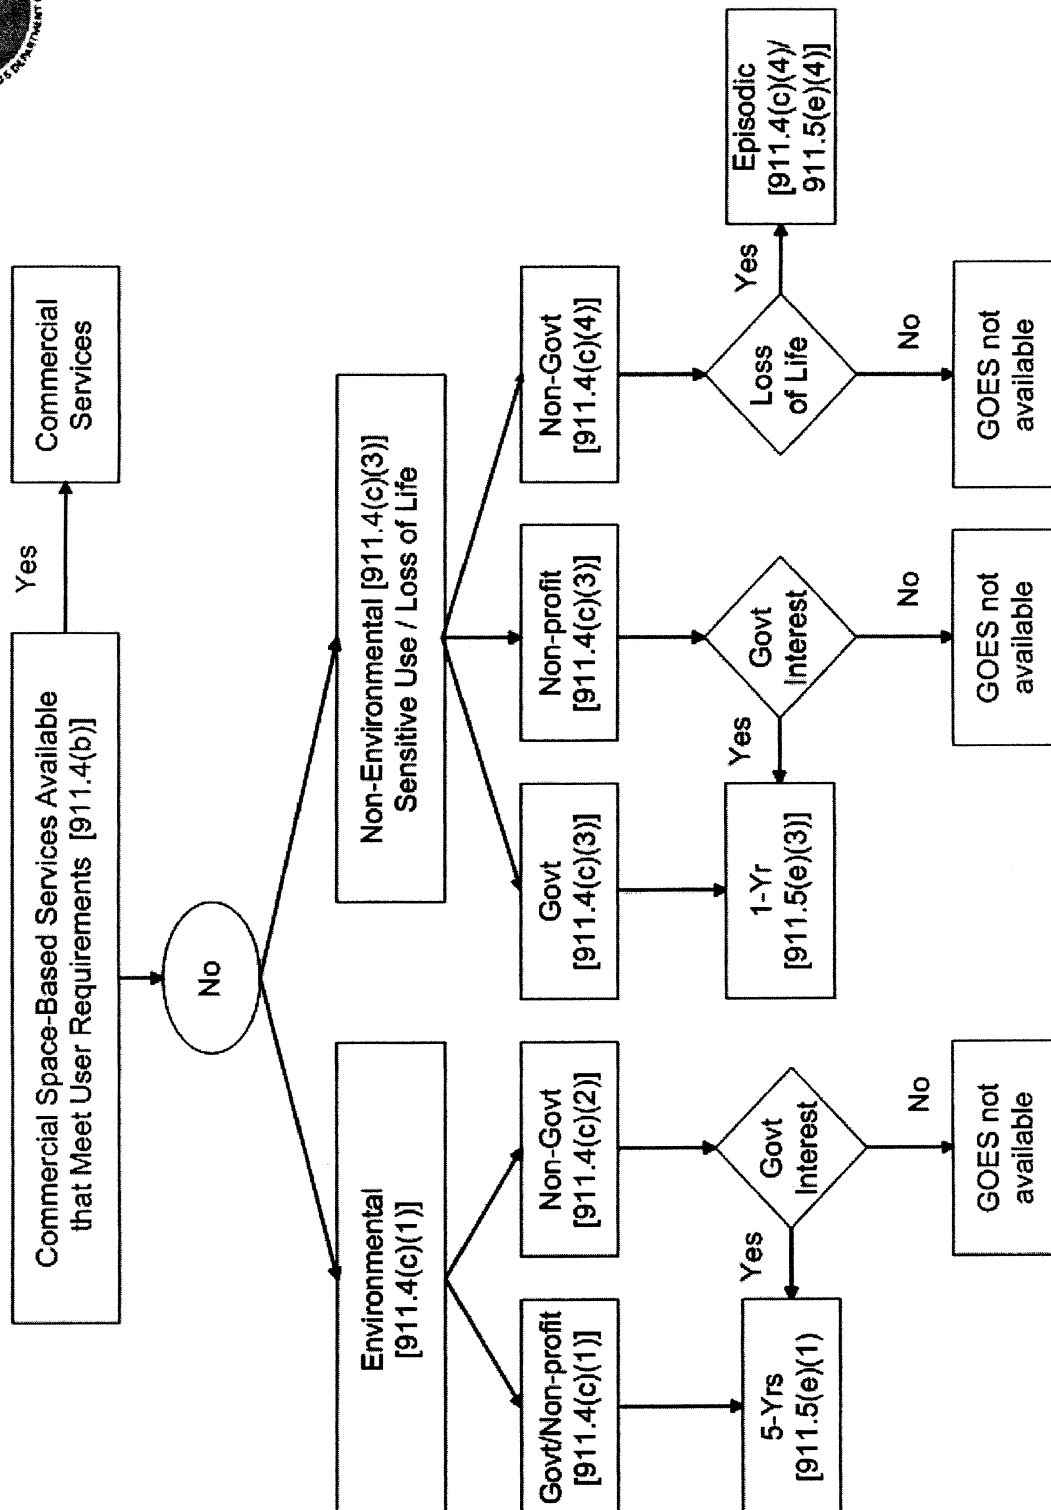 U S DEPARTMENT
Commercial Space-Based Services Available
that Meet User Requirements [911.4(b)]
Yes
Commercial
Services
No
Environmental
[911.4(c)(1)]
Non-Environmental [911.4(c)(3)]
Sensitive Use / Loss of Life
Govt/Non-profit
[911.4(c)(1)]
Non-Govt
[911.4(c)(2)]
Govt
[911.4(c)(3)]
Non-profit
[911.4(c)(3)]
Non-Govt
[911.4(c)(4)]
5-Yrs
[911.5(e)(1)
Yes
Govt
Interest
1-Yr
[911.5(e)(3)]
Yes
Govt
Interest
Loss
of Life
Yes
Episodic
[911.4(c)(4)/
911.5(e)(4)]
No
No
No
GOES not
available
GOES not
available
GOES not
available